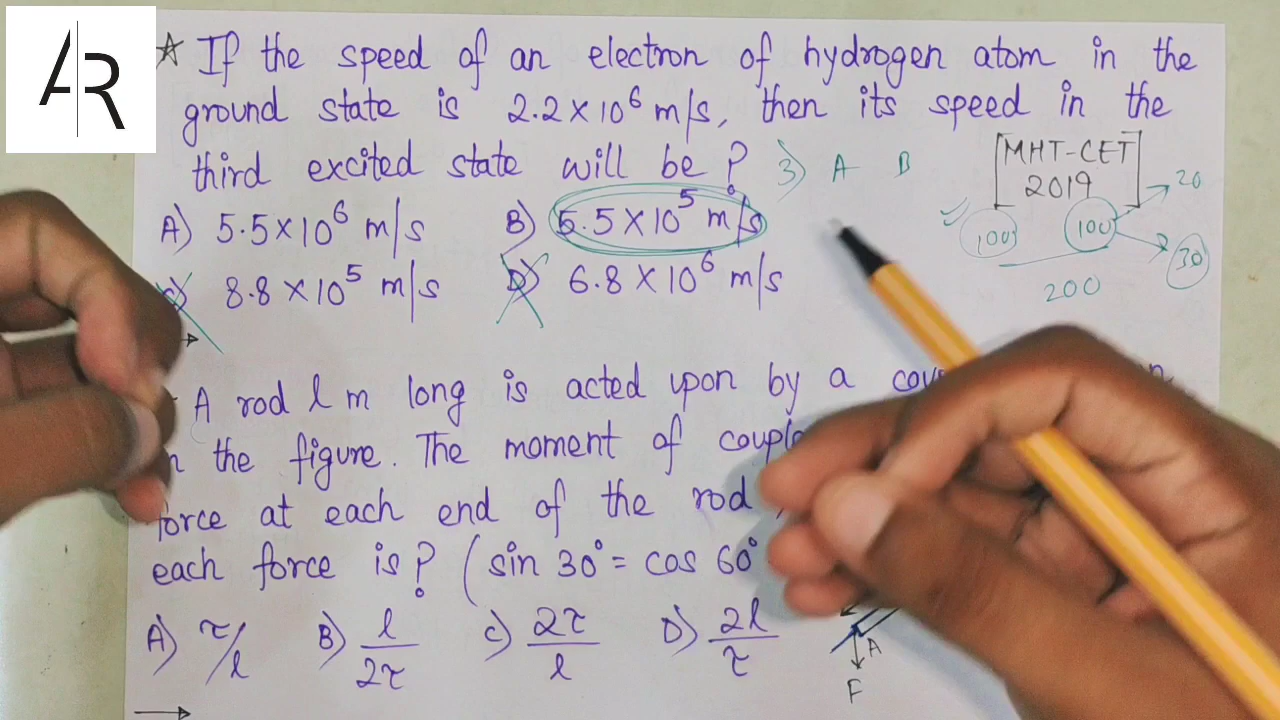 AR
☆ If the speed of an electron of hydrogen atom in the
ground state is 2.2×10⁶ m/s, then its speed in the
third excited state will be?
3) A B
[MHT-CET
2019]
A) 5.5×10⁶ m/s B) 5.5×10⁵ m/s
100 100 20
30
200
8.8×10⁵ m/s D) 6.8×10⁶ m/s
A rod l m long is acted upon by a
the figure. The moment of couple
force at each end of the rod
each force is? (sin 30° = cos 60°
A) τ/l B) l/2τ C) 2τ/l D) 2l/τ
A
F